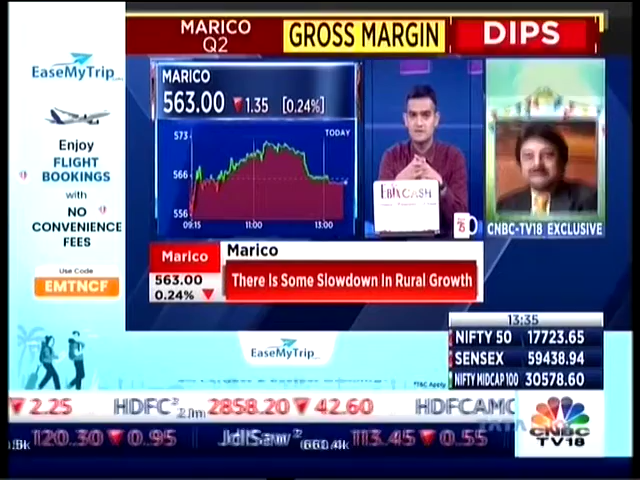 MARICO
Q2
GROSS MARGIN
DIPS
EaseMyTrip.com
Enjoy
FLIGHT
BOOKINGS
with
NO
CONVENIENCE
FEES
Use Code
EMTNCF
MARICO
563.00 ▼1.35 [0.24%]
TODAY
573
566
556
09:15 11:00 13:00
CNBC-TV18 EXCLUSIVE
Marico
563.00
0.24% ▼
Marico
There Is Some Slowdown In Rural Growth
EaseMyTrip
*T&C Apply
13:35
NIFTY 50 17723.65
SENSEX 59438.94
NIFTY MIDCAP 100 30578.60
▼ 2.25 HDFC 2858.20 ▼ 42.60 HDFCAMC
120.30 ▼ 0.95 JdlSaw 113.45 ▼ 0.55
CNBC
TV18